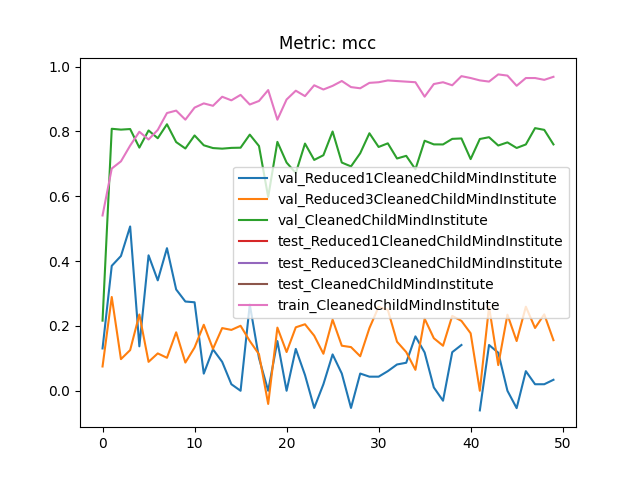 Metric: mcc
1.0
0.8
0.6
0.4
0.2
0.0
val_Reduced1CleanedChildMindInstitute
val_Reduced3CleanedChildMindInstitute
val_CleanedChildMindInstitute
test_Reduced1CleanedChildMindInstitute
test_Reduced3CleanedChildMindInstitute
test_CleanedChildMindInstitute
train_CleanedChildMindInstitute
0 10 20 30 40 50